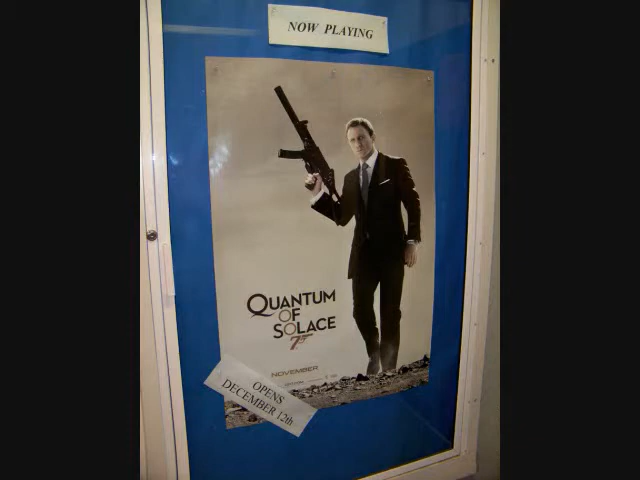 NOW PLAYING
QUANTUM
OF
SOLACE
007
NOVEMBER
OPENS
DECEMBER 12th